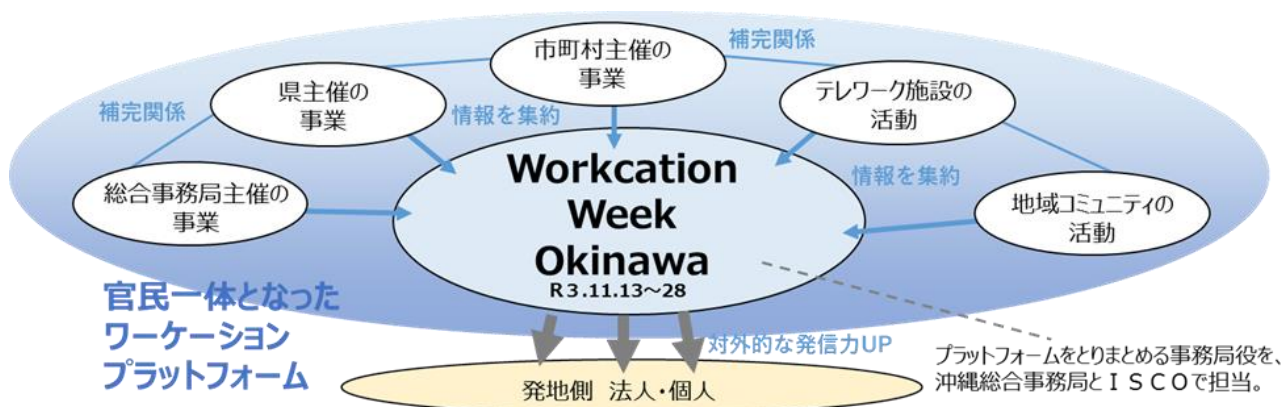 市町村主催の
事業
補完関係
県主催の
事業
テレワーク施設の
活動
補完関係
情報を集約
総合事務局主催の
事業
Workcation
Week
Okinawa
R3.11.13～28
情報を集約
地域コミュニティの
活動
官民一体となった
ワーケーション
プラットフォーム
対外的な発信力UP
プラットフォームをとりまとめる事務局役を、
沖縄総合事務局とＩＳＣＯで担当。
発地側 法人・個人